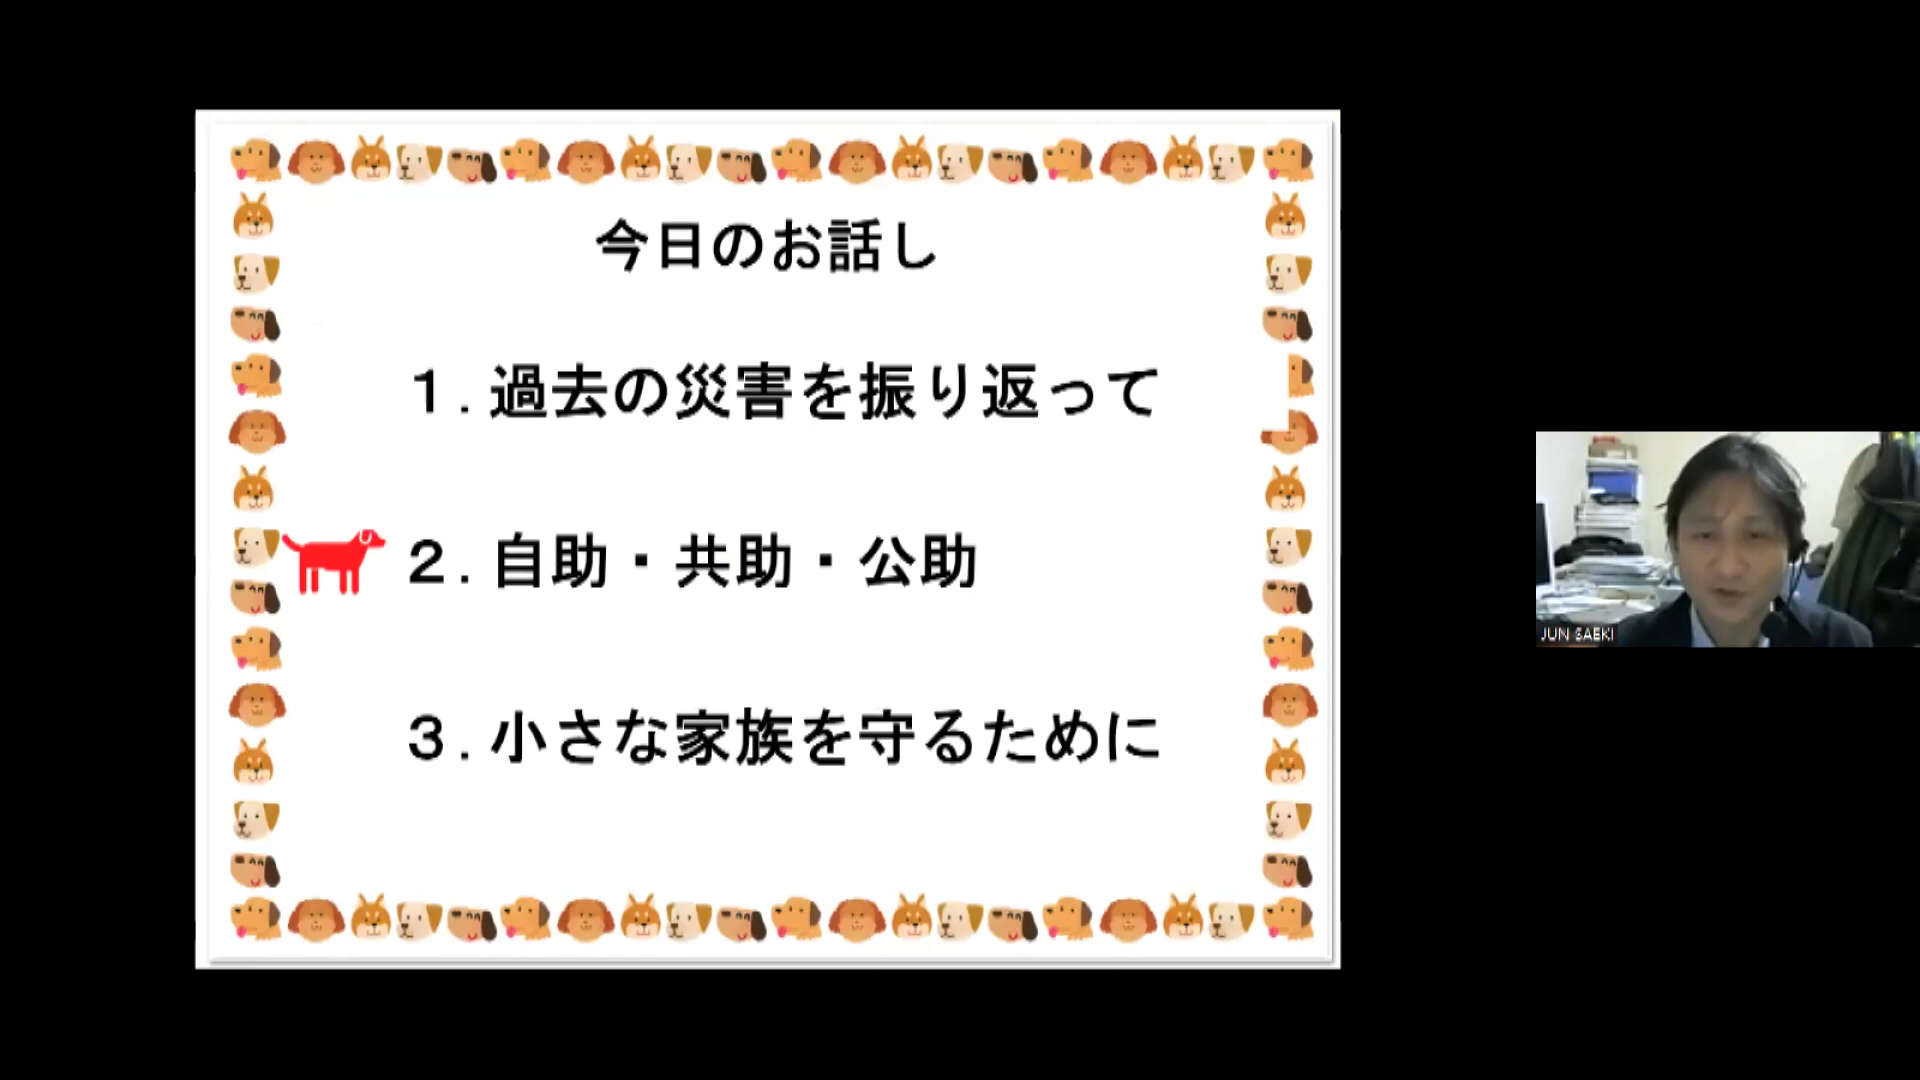 今日のお話し
１．過去の災害を振り返って
２．自助・共助・公助
３．小さな家族を守るために
JUN SAEKI